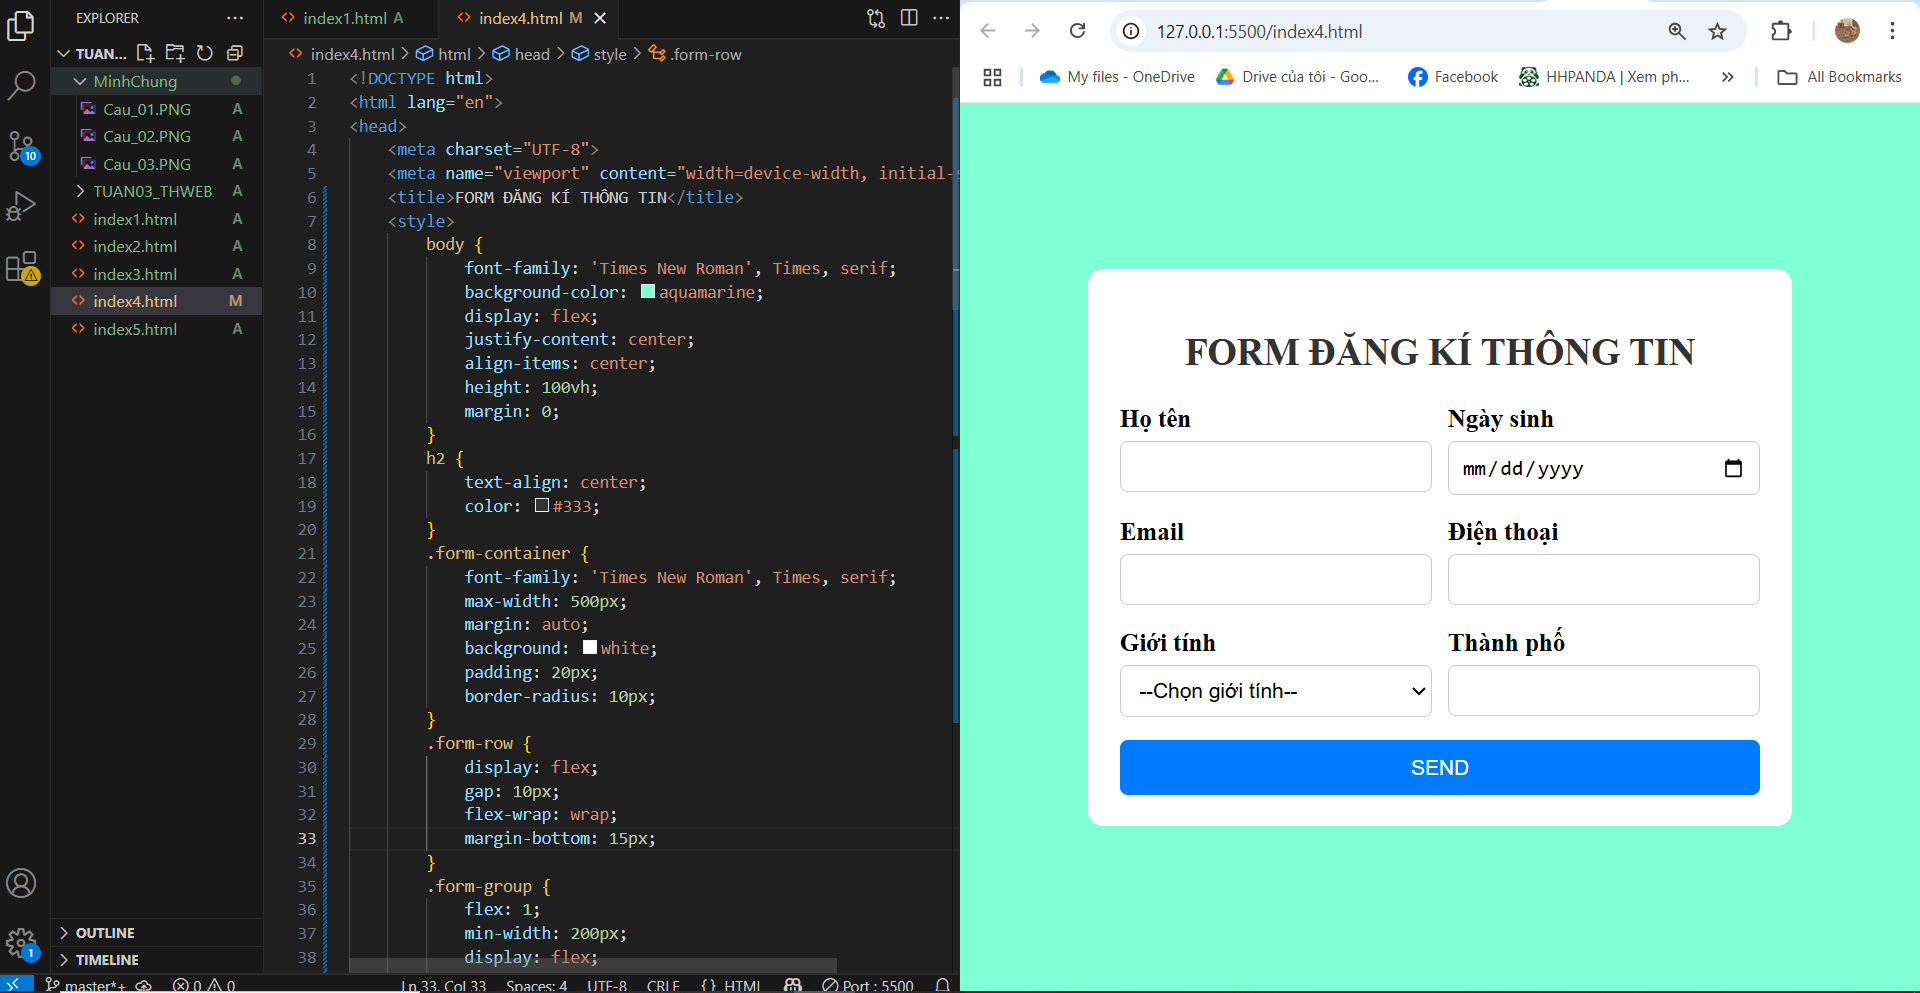 EXPLORER
TUAN...
MinhChung
Cau_01.PNG A
Cau_02.PNG A
Cau_03.PNG A
TUAN03_THWEB A
index1.html A
index2.html A
index3.html A
index4.html M
index5.html A
OUTLINE
TIMELINE
10
1
index1.html A
index4.html M
index4.html > html > head > style > .form-row
1 <!DOCTYPE html>
2 <html lang="en">
3 <head>
4 <meta charset="UTF-8">
5 <meta name="viewport" content="width=device-width, initial-s
6 <title>FORM ĐĂNG KÍ THÔNG TIN</title>
7 <style>
8 body {
9 font-family: 'Times New Roman', Times, serif;
10 background-color: aquamarine;
11 display: flex;
12 justify-content: center;
13 align-items: center;
14 height: 100vh;
15 margin: 0;
16 }
17 h2 {
18 text-align: center;
19 color: #333;
20 }
21 .form-container {
22 font-family: 'Times New Roman', Times, serif;
23 max-width: 500px;
24 margin: auto;
25 background: white;
26 padding: 20px;
27 border-radius: 10px;
28 }
29 .form-row {
30 display: flex;
31 gap: 10px;
32 flex-wrap: wrap;
33 margin-bottom: 15px;
34 }
35 .form-group {
36 flex: 1;
37 min-width: 200px;
38 display: flex;
master*+ 0 0 Ln 33, Col 33 Spaces: 4 UTF-8 CRLF {} HTML Port : 5500
127.0.0.1:5500/index4.html
My files - OneDrive Drive của tôi - Goo... Facebook HHPANDA | Xem ph... » All Bookmarks
FORM ĐĂNG KÍ THÔNG TIN
Họ tên Ngày sinh
mm/dd/yyyy
Email Điện thoại
Giới tính Thành phố
--Chọn giới tính--
SEND